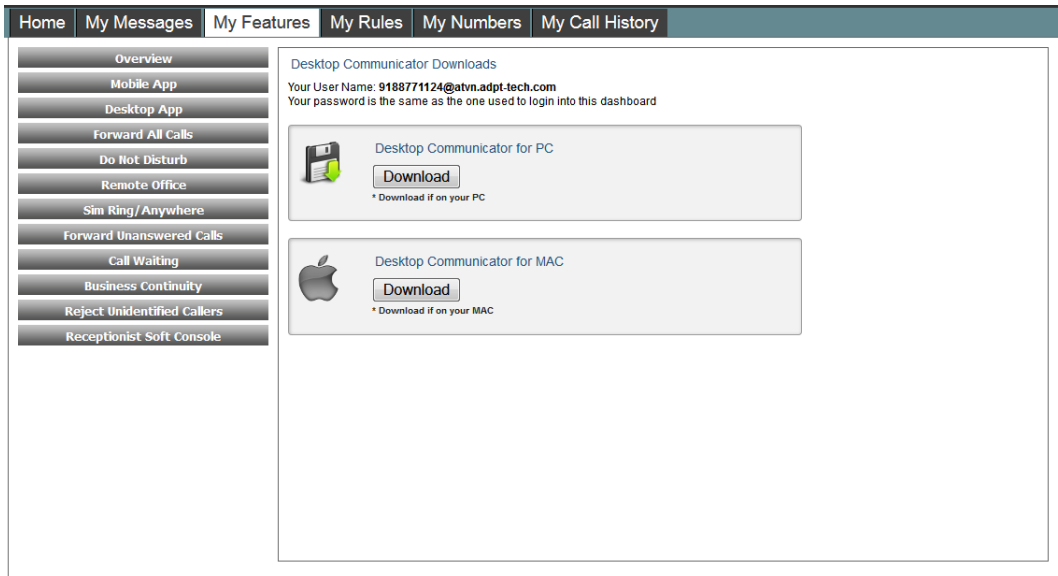 Home My Messages My Features My Rules My Numbers My Call History
Overview
Mobile App
Desktop App
Forward All Calls
Do Not Disturb
Remote Office
Sim Ring/Anywhere
Forward Unanswered Calls
Call Waiting
Business Continuity
Reject Unidentified Callers
Receptionist Soft Console
Desktop Communicator Downloads
Your User Name: 9188771124@atvn.adpt-tech.com
Your password is the same as the one used to login into this dashboard
Desktop Communicator for PC
Download
* Download if on your PC
Desktop Communicator for MAC
Download
* Download if on your MAC